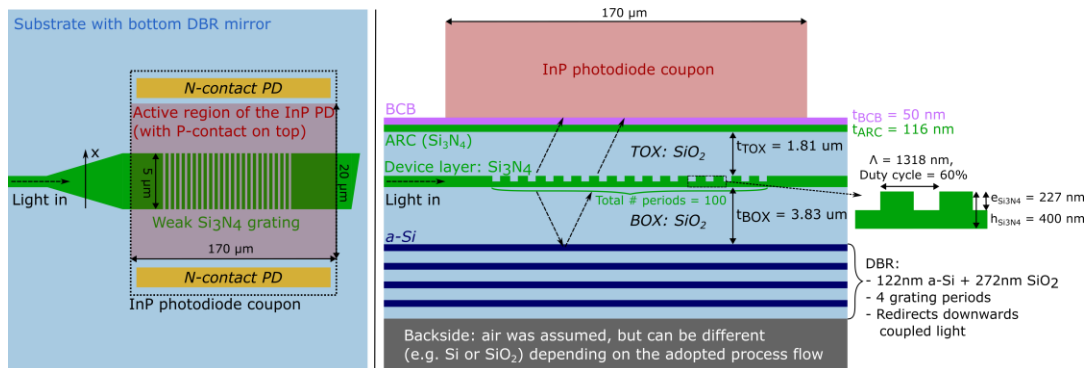 Substrate with bottom DBR mirror
N-contact PD
Active region of the InP PD
(with P-contact on top)
x
5 µm
20 µm
Light in
Weak Si3N4 grating
170 µm
N-contact PD
InP photodiode coupon
170 µm
InP photodiode coupon
BCB
tBCB = 50 nm
ARC (Si3N4)
tARC = 116 nm
TOX: SiO2
tTOX = 1.81 um
Device layer: Si3N4
Λ = 1318 nm,
Duty cycle = 60%
Light in
Total # periods = 100
BOX: SiO2
tBOX = 3.83 um
eSi3N4 = 227 nm
hSi3N4 = 400 nm
a-Si
DBR:
- 122nm a-Si + 272nm SiO2
- 4 grating periods
- Redirects downwards
coupled light
Backside: air was assumed, but can be different
(e.g. Si or SiO2) depending on the adopted process flow